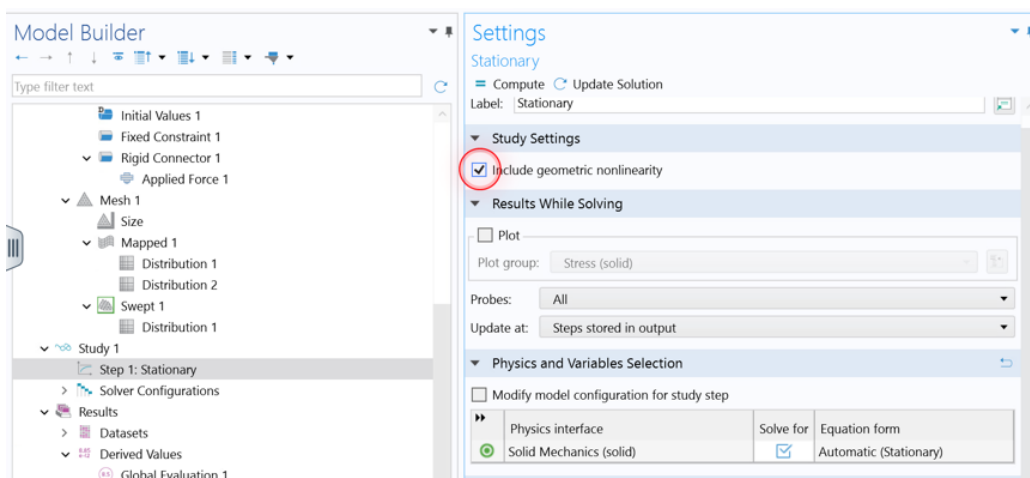 Model Builder
Type filter text
Initial Values 1
Fixed Constraint 1
Rigid Connector 1
Applied Force 1
Mesh 1
Size
Mapped 1
Distribution 1
Distribution 2
Swept 1
Distribution 1
Study 1
Step 1: Stationary
Solver Configurations
Results
Datasets
Derived Values
Global Evaluation 1
Settings
Stationary
= Compute Update Solution
Label: Stationary
Study Settings
Include geometric nonlinearity
Results While Solving
Plot
Plot group: Stress (solid)
Probes: All
Update at: Steps stored in output
Physics and Variables Selection
Modify model configuration for study step
Physics interface Solve for Equation form
Solid Mechanics (solid) Automatic (Stationary)